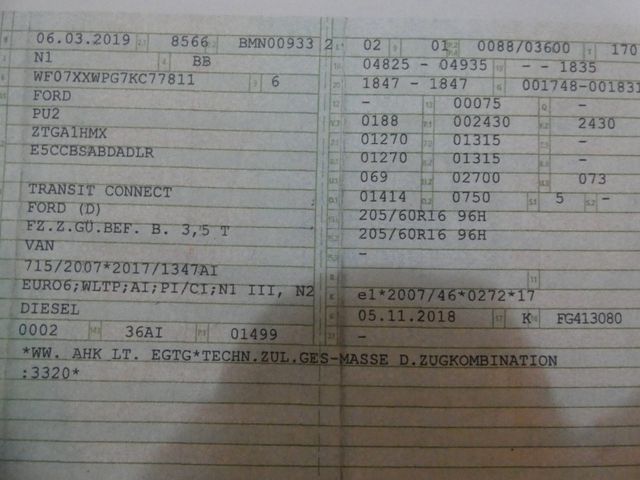 06.03.2019 8566 BMN00933 2
N1 BB
WF07XXWPG7KC77811 6
FORD
PU2
ZTGA1HMX
E5CCBSABDADLR
TRANSIT CONNECT
FORD (D)
FZ.Z.GÜ.BEF. B. 3,5 T
VAN
715/2007*2017/1347AI
EURO6;WLTP;AI;PI/CI;N1 III, N2
DIESEL
0002 36AI 01499
*WW. AHK LT. EGTG*TECHN.ZUL.GES-MASSE D.ZUGKOMBINATION
:3320*
02 01 0088/03600 170
04825 - 04935 - - 1835
1847 - 1847 001748-001831
- 00075 -
0188 002430 2430
01270 01315 -
01270 01315 -
069 02700 073
01414 0750 5 -
205/60R16 96H
205/60R16 96H
-
e1*2007/46*0272*17
05.11.2018 K FG413080
-